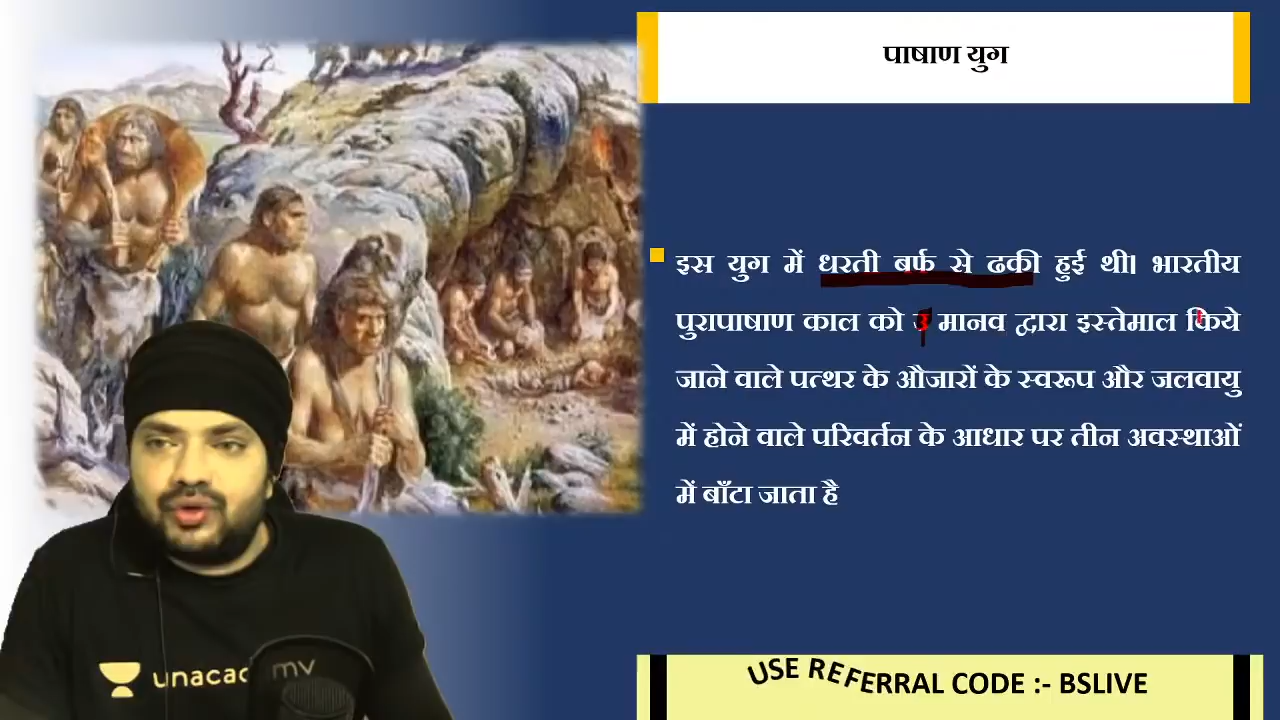 पाषाण युग
इस युग में धरती बर्फ से ढकी हुई थी। भारतीय
पुरापाषाण काल को मानव द्वारा इस्तेमाल किये
जाने वाले पत्थर के औजारों के स्वरूप और जलवायु
में होने वाले परिवर्तन के आधार पर तीन अवस्थाओं
में बाँटा जाता है
USE REFERRAL CODE :- BSLIVE